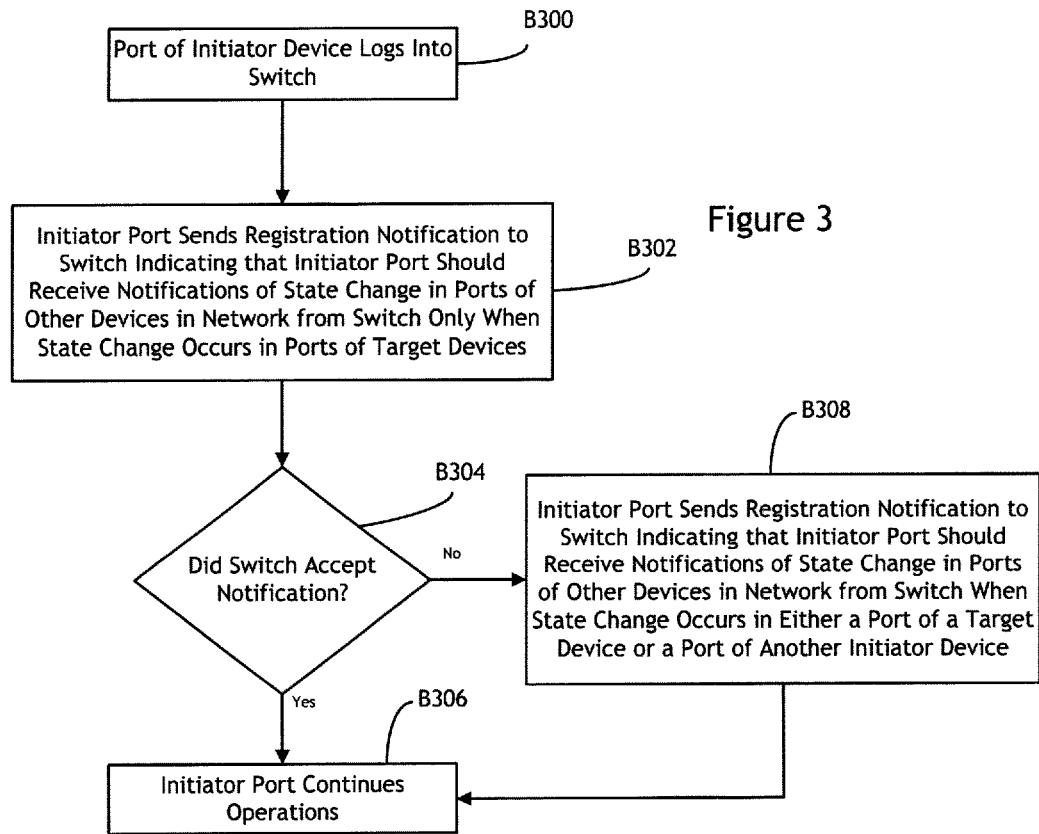 B300
Port of Initiator Device Logs Into
Switch
Figure 3
B302
Initiator Port Sends Registration Notification to
Switch Indicating that Initiator Port Should
Receive Notifications of State Change in Ports of
Other Devices in Network from Switch Only When
State Change Occurs in Ports of Target Devices
B304
Did Switch Accept
Notification?
No
Yes
B308
Initiator Port Sends Registration Notification to
Switch Indicating that Initiator Port Should
Receive Notifications of State Change in Ports
of Other Devices in Network from Switch When
State Change Occurs in Either a Port of a Target
Device or a Port of Another Initiator Device
B306
Initiator Port Continues
Operations